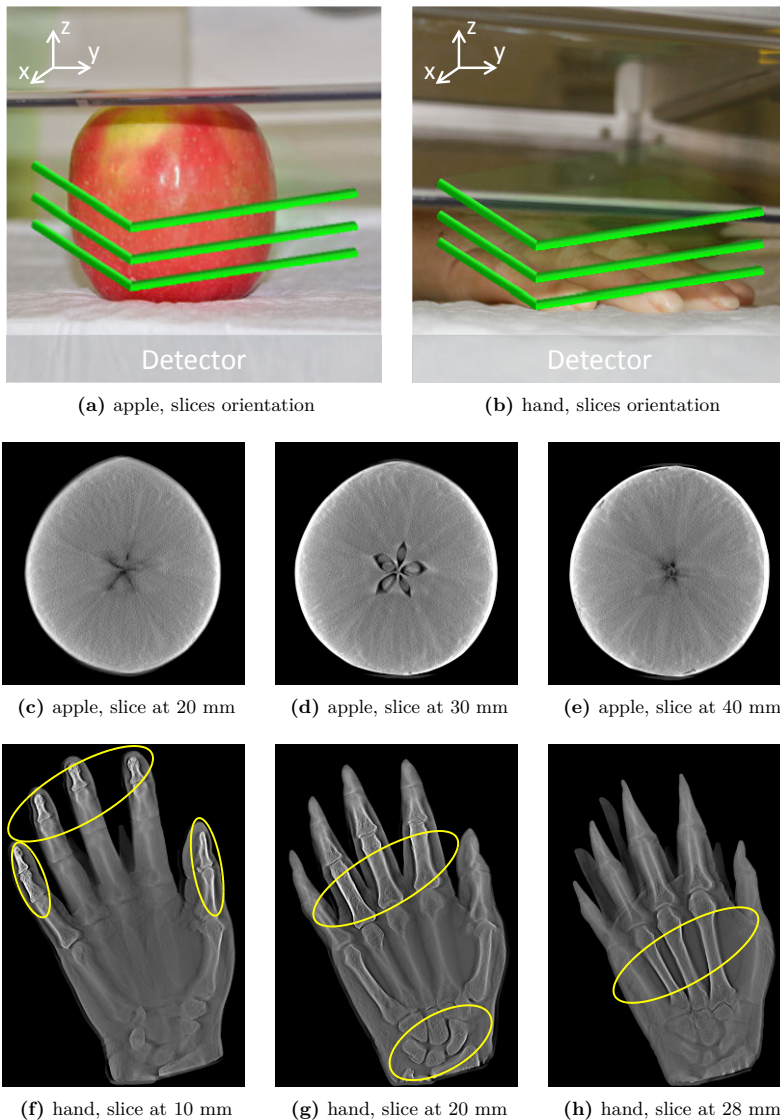 z
y
x
Detector
z
y
x
Detector
(a) apple, slices orientation
(b) hand, slices orientation
(c) apple, slice at 20 mm
(d) apple, slice at 30 mm
(e) apple, slice at 40 mm
(f) hand, slice at 10 mm
(g) hand, slice at 20 mm
(h) hand, slice at 28 mm